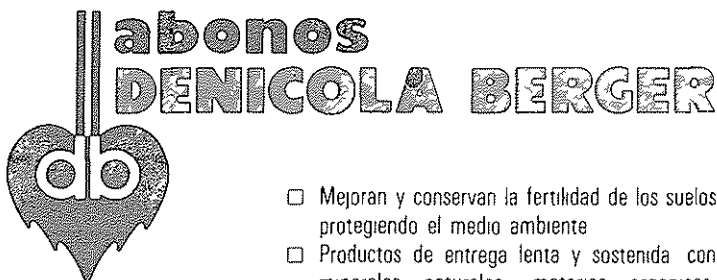 abonos
DENICOLA BERGER
db
□ Mejoran y conservan la fertilidad de los suelos
protegiendo el medio ambiente
□ Productos de entrega lenta y sostenida con